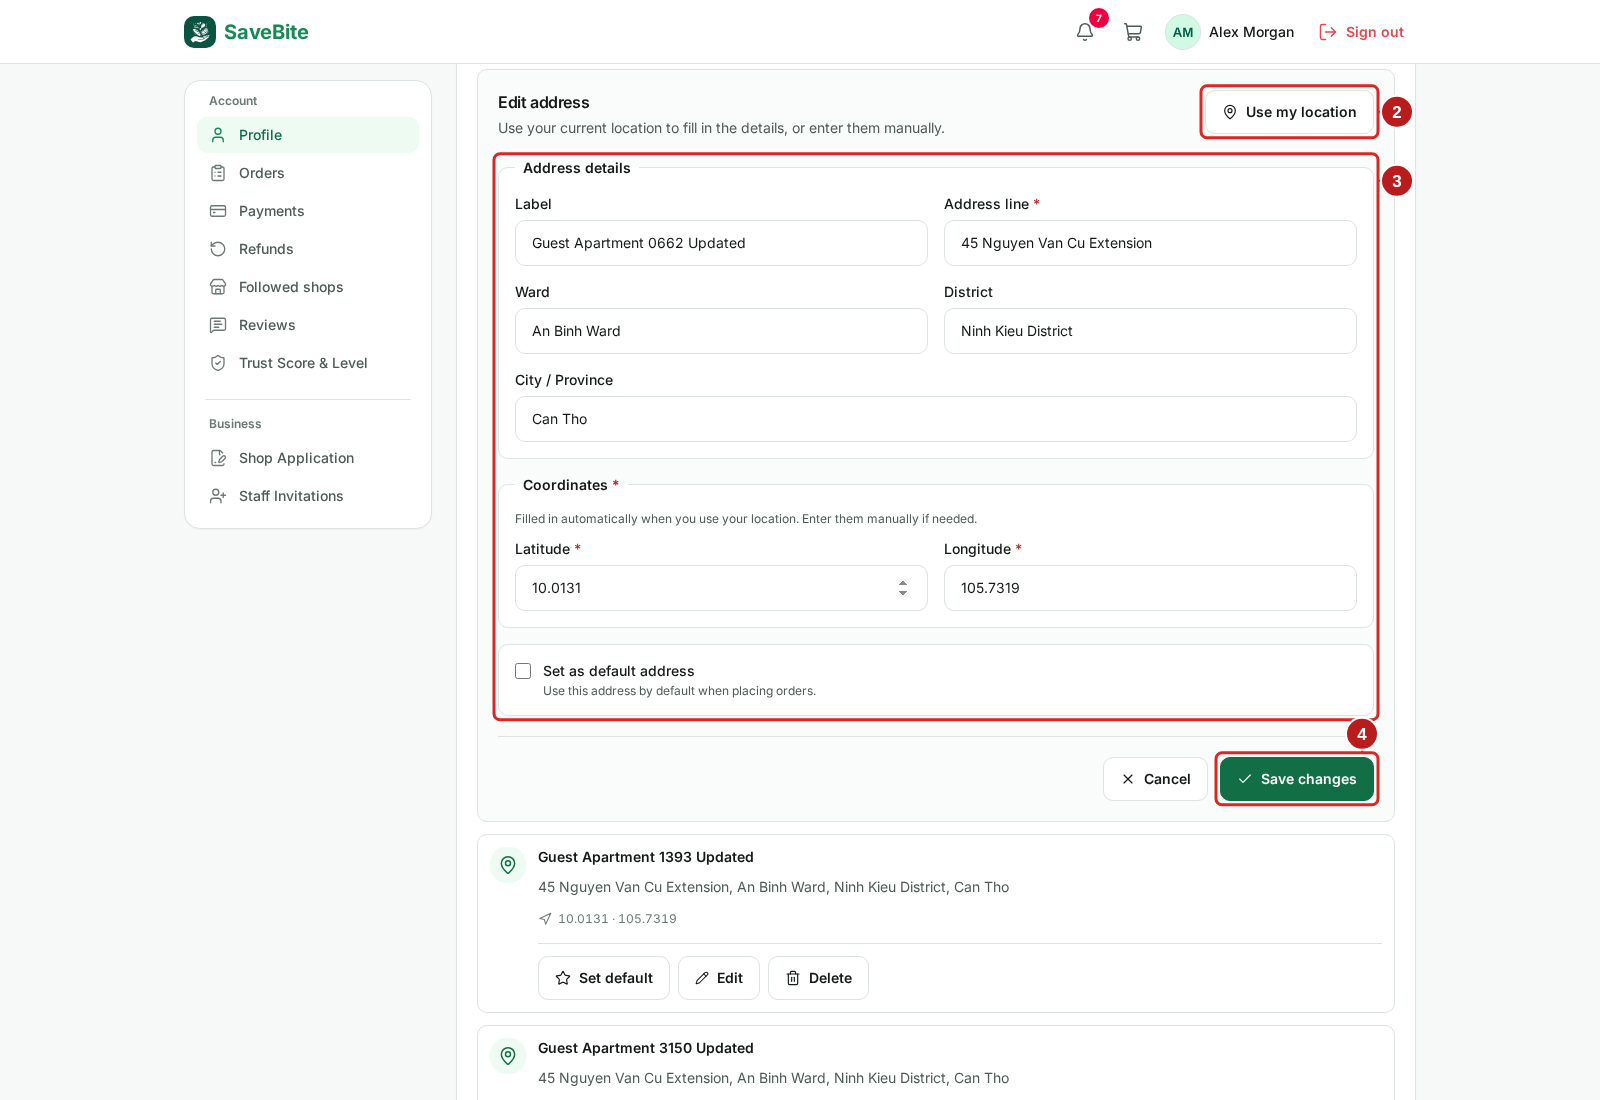 SaveBite
7
AM
Alex Morgan
Sign out
Account
Profile
Orders
Payments
Refunds
Followed shops
Reviews
Trust Score & Level
Business
Shop Application
Staff Invitations
Edit address
Use your current location to fill in the details, or enter them manually.
Use my location
2
Address details
3
Label
Address line *
Guest Apartment 0662 Updated
45 Nguyen Van Cu Extension
Ward
District
An Binh Ward
Ninh Kieu District
City / Province
Can Tho
Coordinates *
Filled in automatically when you use your location. Enter them manually if needed.
Latitude *
Longitude *
10.0131
105.7319
Set as default address
Use this address by default when placing orders.
4
Cancel
Save changes
Guest Apartment 1393 Updated
45 Nguyen Van Cu Extension, An Binh Ward, Ninh Kieu District, Can Tho
10.0131 · 105.7319
Set default
Edit
Delete
Guest Apartment 3150 Updated
45 Nguyen Van Cu Extension, An Binh Ward, Ninh Kieu District, Can Tho